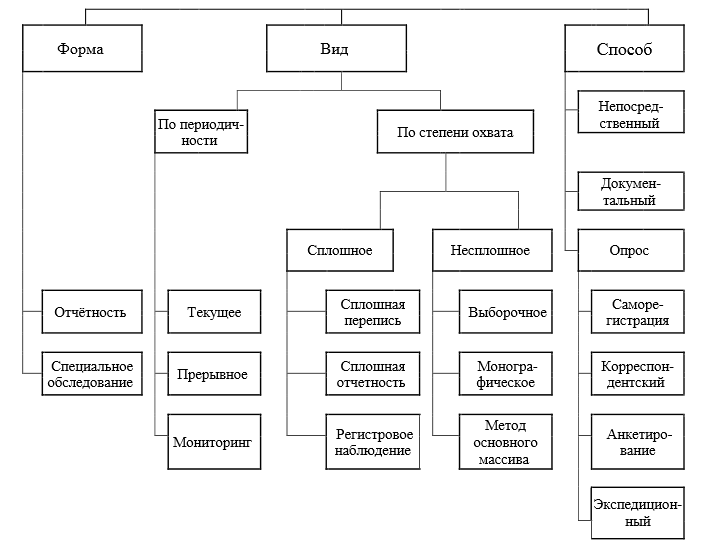 Форма
Вид
Способ
По периодич-
ности
По степени охвата
Непосред-
ственный
Докумен-
тальный
Сплошное
Несплошное
Опрос
Отчётность
Текущее
Сплошная
перепись
Выборочное
Саморе-
гистрация
Специальное
обследование
Прерывное
Сплошная
отчетность
Моногра-
фическое
Корреспон-
дентский
Мониторинг
Регистровое
наблюдение
Метод
основного
массива
Анкетиро-
вание
Экспедицион-
ный